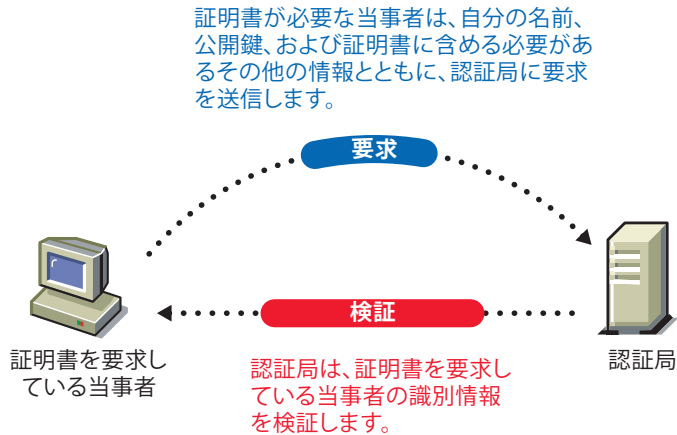 証明書が必要な当事者は、自分の名前、
公開鍵、および証明書に含める必要があ
るその他の情報とともに、認証局に要求
を送信します。
要求
検証
証明書を要求し
ている当事者
認証局
認証局は、証明書を要求し
ている当事者の識別情報
を検証します。